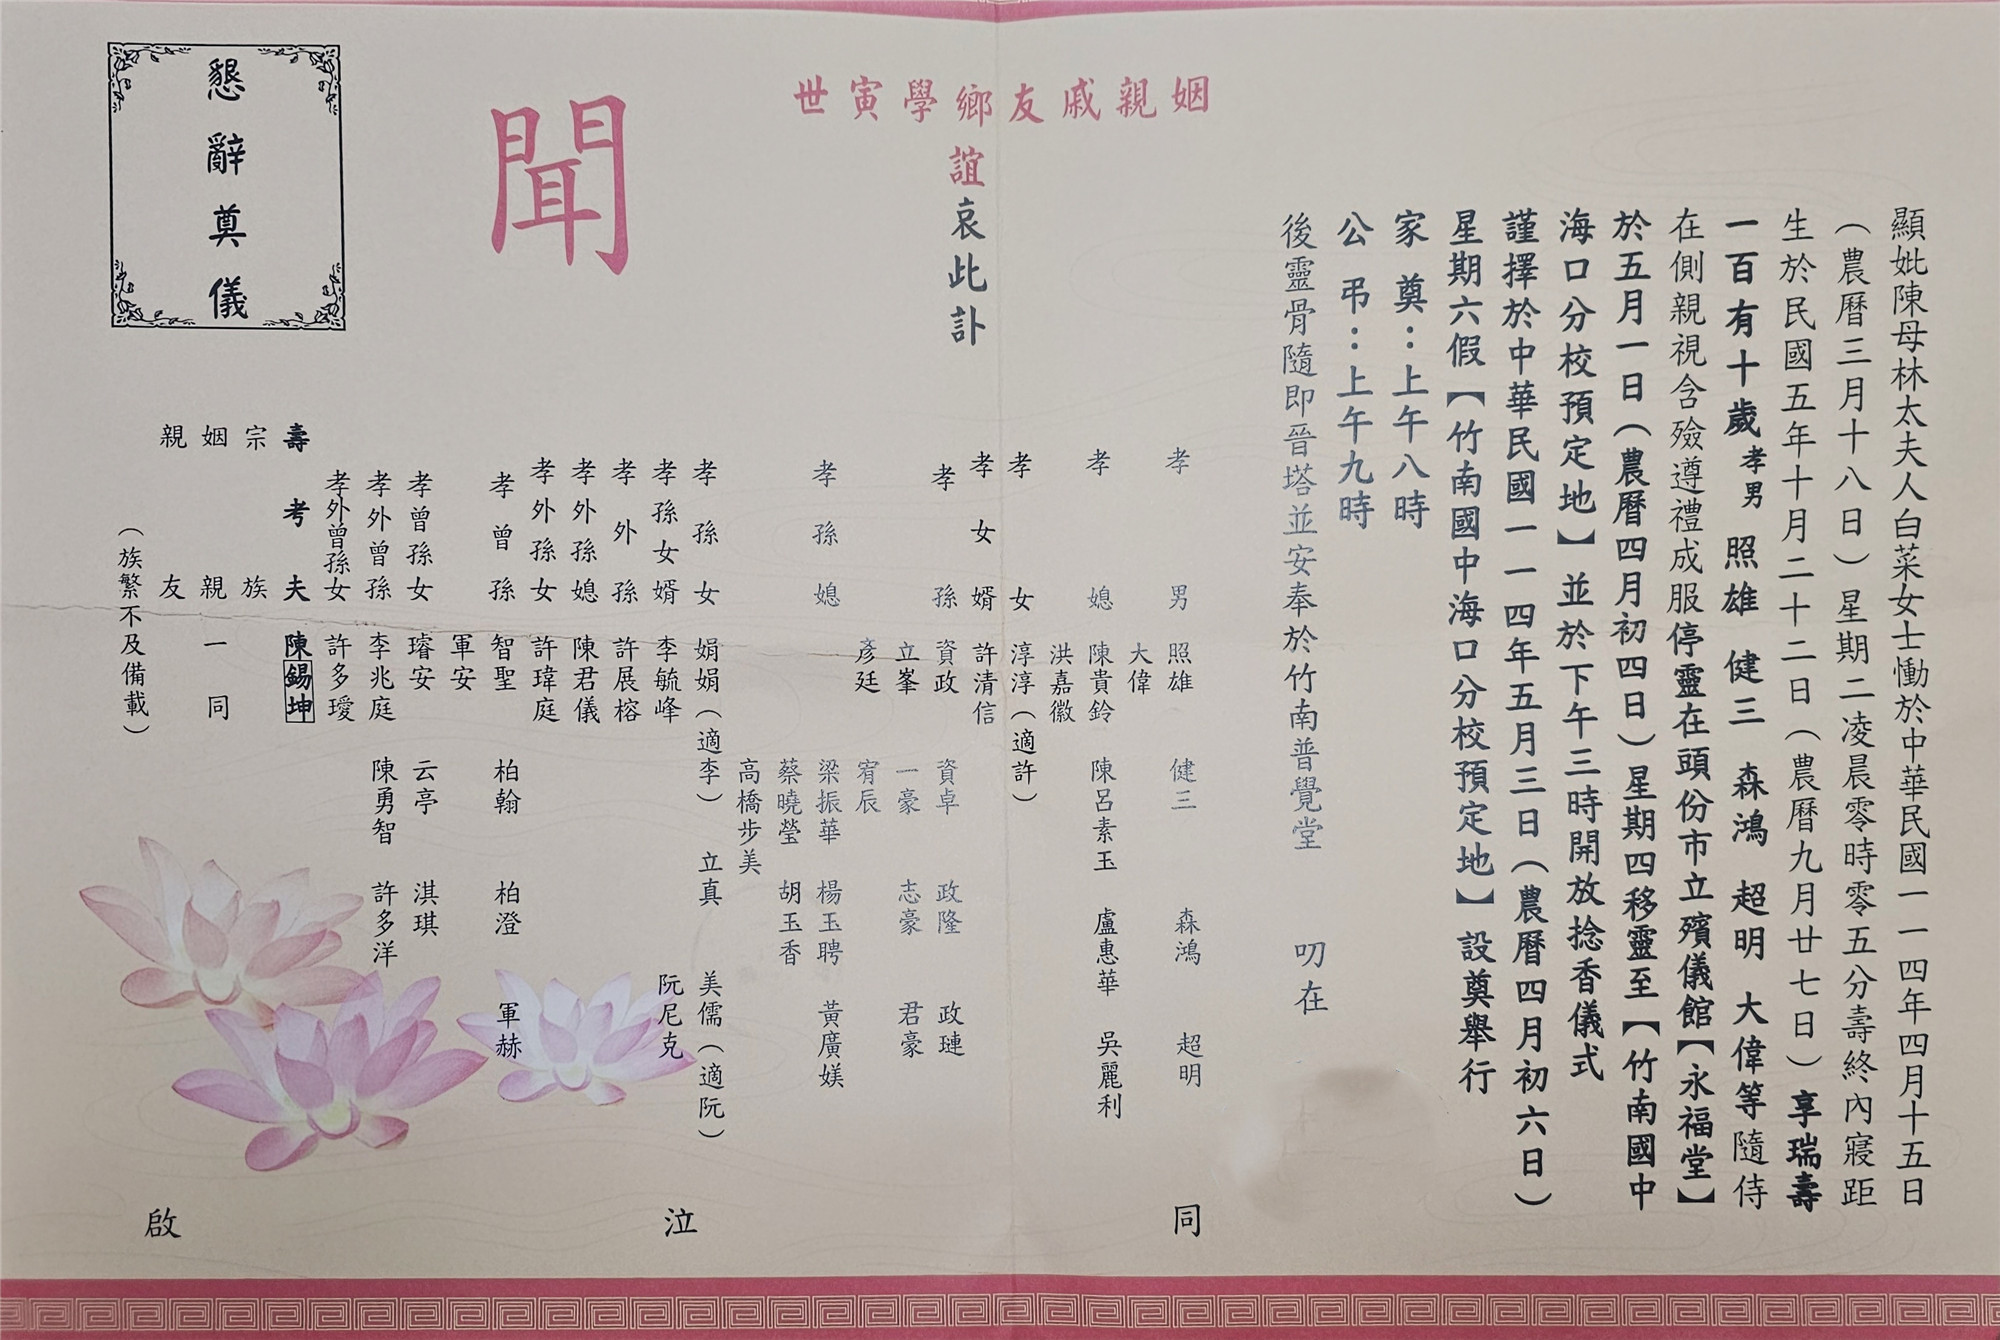 顯妣陳母林太夫人白菜女士慟於中華民國一一四年四月十五日
（農曆三月十八日）星期二凌晨零時零五分壽終內寢距
生於民國五年十月二十二日（農曆九月廿七日）享瑞壽
一百有十歲孝男 照雄 健三 森鴻 超明 大偉等隨侍
在側親視含殮遵禮成服停靈在頭份市立殯儀館【永福堂】
於五月一日（農曆四月初四日）星期四移靈至【竹南國中
海口分校預定地】並於下午三時開放捻香儀式
謹擇於中華民國一一四年五月三日（農曆四月初六日）
星期六假【竹南國中海口分校預定地】設奠舉行
家奠：上午八時
公弔：上午九時
後靈骨隨即晉塔並安奉於竹南普覺堂 叨在
姻親戚友鄉學寅世
誼哀此訃
聞
孝男 照雄 健三 森鴻 超明
大偉
孝媳 陳貴鈴 陳呂素玉 盧惠華 吳麗利
洪嘉徽
孝女 淳淳（適許）
孝女婿 許清信
孝孫 資政 資卓 政隆 政璉
立峯 一豪 志豪 君豪
彥廷 宥辰
孝孫媳 梁振華 楊玉聘 黃廣媄
蔡曉瑩 胡玉香
高橋步美
孝孫女 娟娟（適李） 立真 美儒（適阮）
孝孫女婿 李毓峰 阮尼克
孝外孫 許展榕
孝外孫媳 陳君儀
孝外孫女 許瑋庭
孝曾孫 智聖 柏翰 柏澄 軍赫
軍安
孝曾孫女 璿安 云亭 淇琪
孝外曾孫 李兆庭 陳勇智 許多洋
孝外曾孫女 許多璦
壽考夫 陳錫坤
宗族
姻親一同
親友
（族繁不及備載）
同泣啟
懇辭奠儀